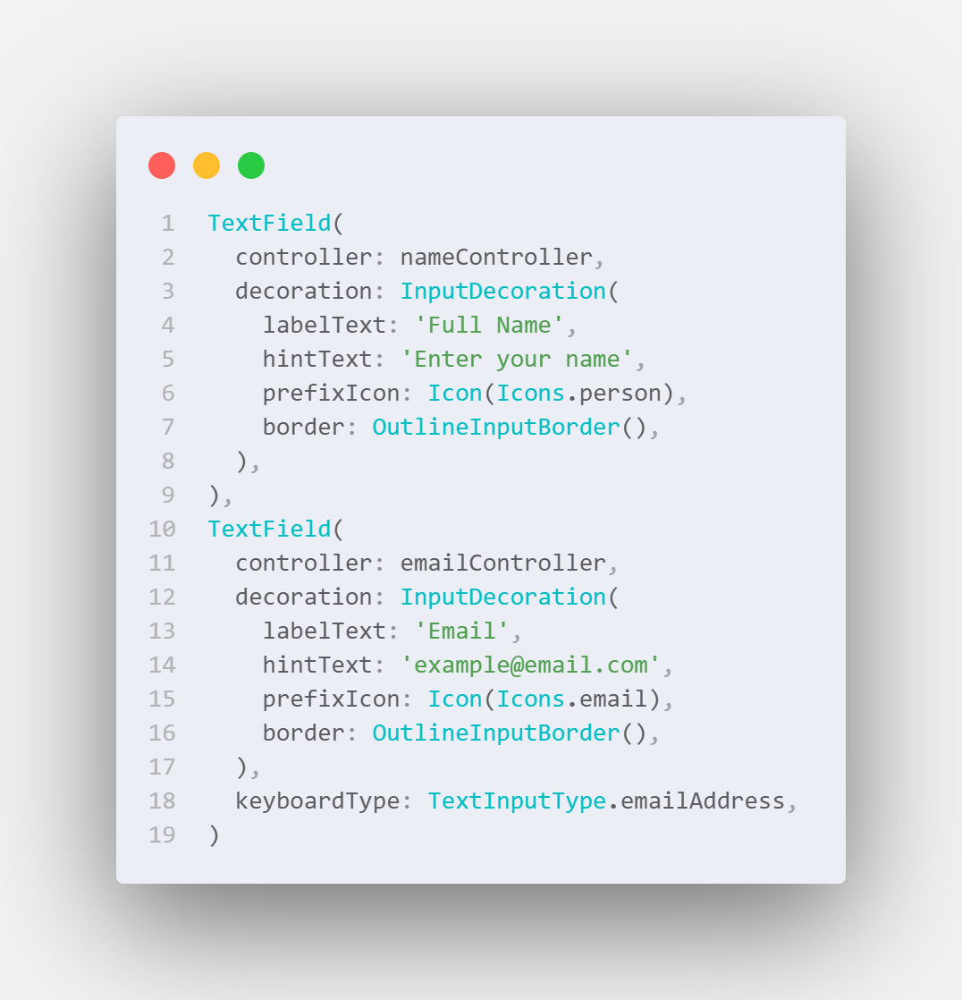 1 TextField(
2   controller: nameController,
3   decoration: InputDecoration(
4     labelText: 'Full Name',
5     hintText: 'Enter your name',
6     prefixIcon: Icon(Icons.person),
7     border: OutlineInputBorder(),
8   ),
9 ),
10 TextField(
11   controller: emailController,
12   decoration: InputDecoration(
13     labelText: 'Email',
14     hintText: 'example@email.com',
15     prefixIcon: Icon(Icons.email),
16     border: OutlineInputBorder(),
17   ),
18   keyboardType: TextInputType.emailAddress,
19 )